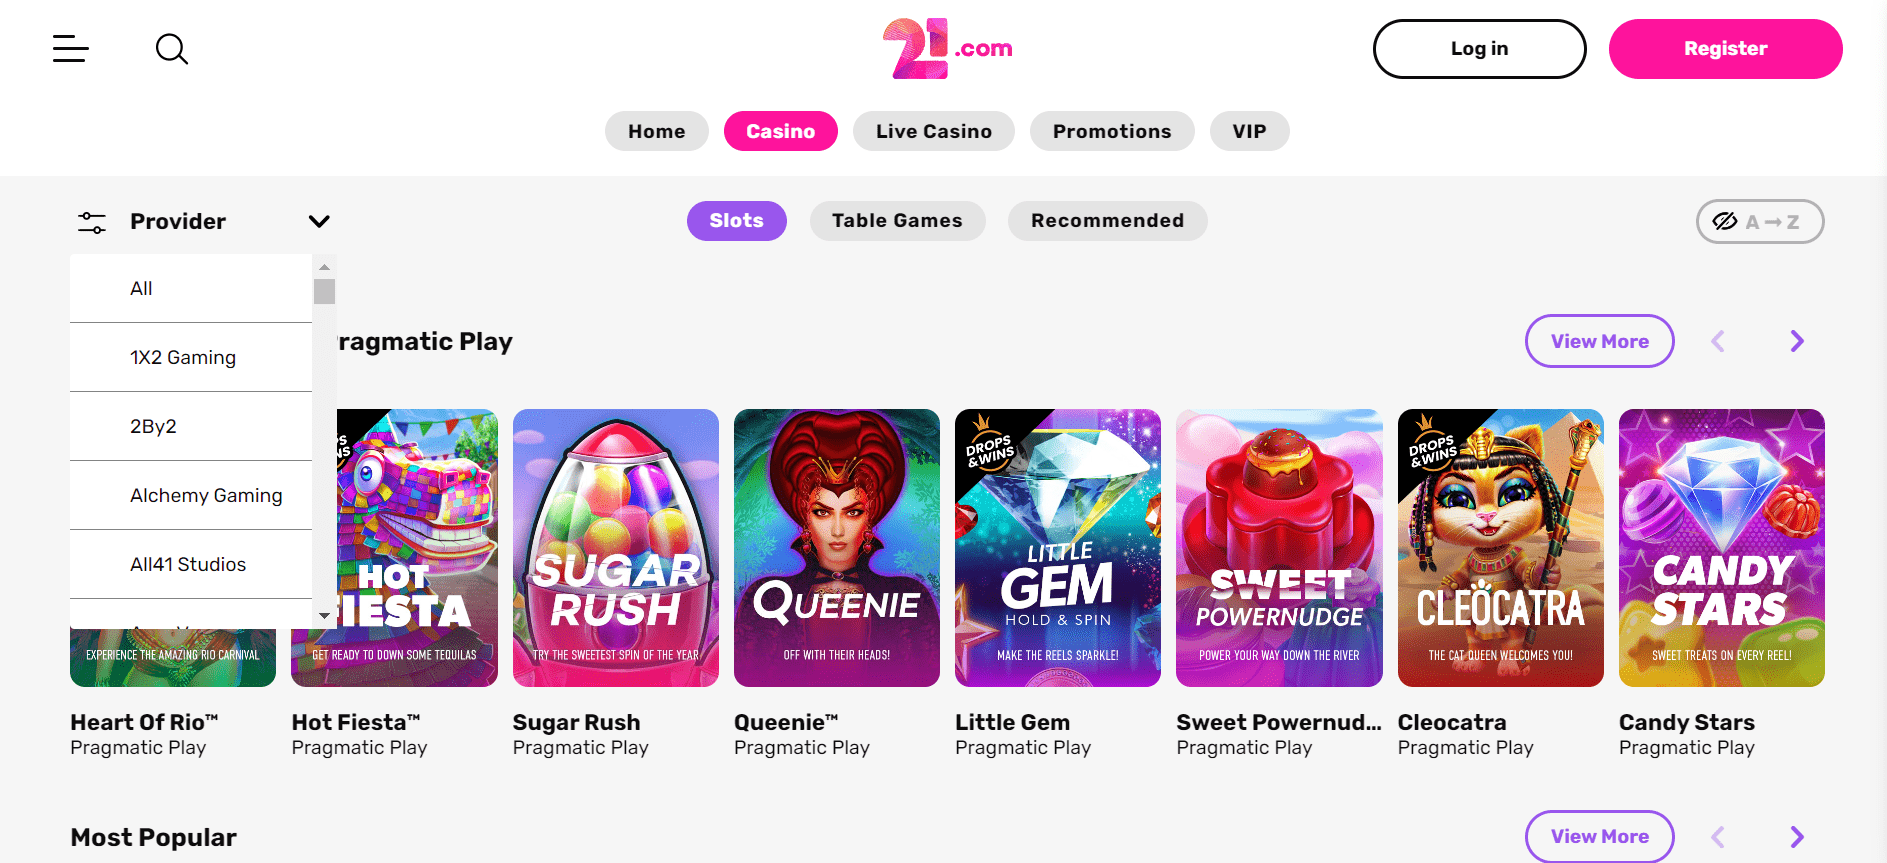 21.com
Log in
Register
Home
Casino
Live Casino
Promotions
VIP
Provider
Slots
Table Games
Recommended
A → Z
All
1X2 Gaming
2By2
Alchemy Gaming
All41 Studios
ragmatic Play
View More
EXPERIENCE THE AMAZING RIO CARNIVAL
HOT
FIESTA
GET READY TO DOWN SOME TEQUILAS
SUGAR
RUSH
TRY THE SWEETEST SPIN OF THE YEAR
QUEENIE
OFF WITH THEIR HEADS!
DROPS
&WINS
LITTLE
GEM
HOLD & SPIN
MAKE THE REELS SPARKLE!
SWEET
POWERNUDGE
POWER YOUR WAY DOWN THE RIVER
DROPS
&WINS
CLEOCATRA
THE CAT QUEEN WELCOMES YOU!
CANDY
STARS
SWEET TREATS ON EVERY REEL!
Heart Of Rio™
Pragmatic Play
Hot Fiesta™
Pragmatic Play
Sugar Rush
Pragmatic Play
Queenie™
Pragmatic Play
Little Gem
Pragmatic Play
Sweet Powernud...
Pragmatic Play
Cleocatra
Pragmatic Play
Candy Stars
Pragmatic Play
Most Popular
View More